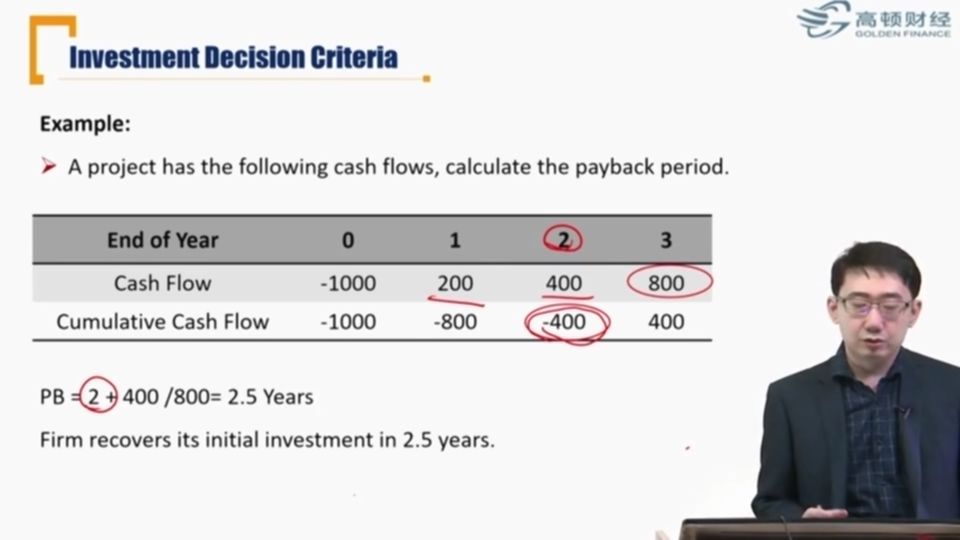 高顿财经
GOLDEN FINANCE
Investment Decision Criteria
Example:
A project has the following cash flows, calculate the payback period.
End of Year 0 1 2 3
Cash Flow -1000 200 400 800
Cumulative Cash Flow -1000 -800 -400 400
PB = 2 + 400 /800= 2.5 Years
Firm recovers its initial investment in 2.5 years.